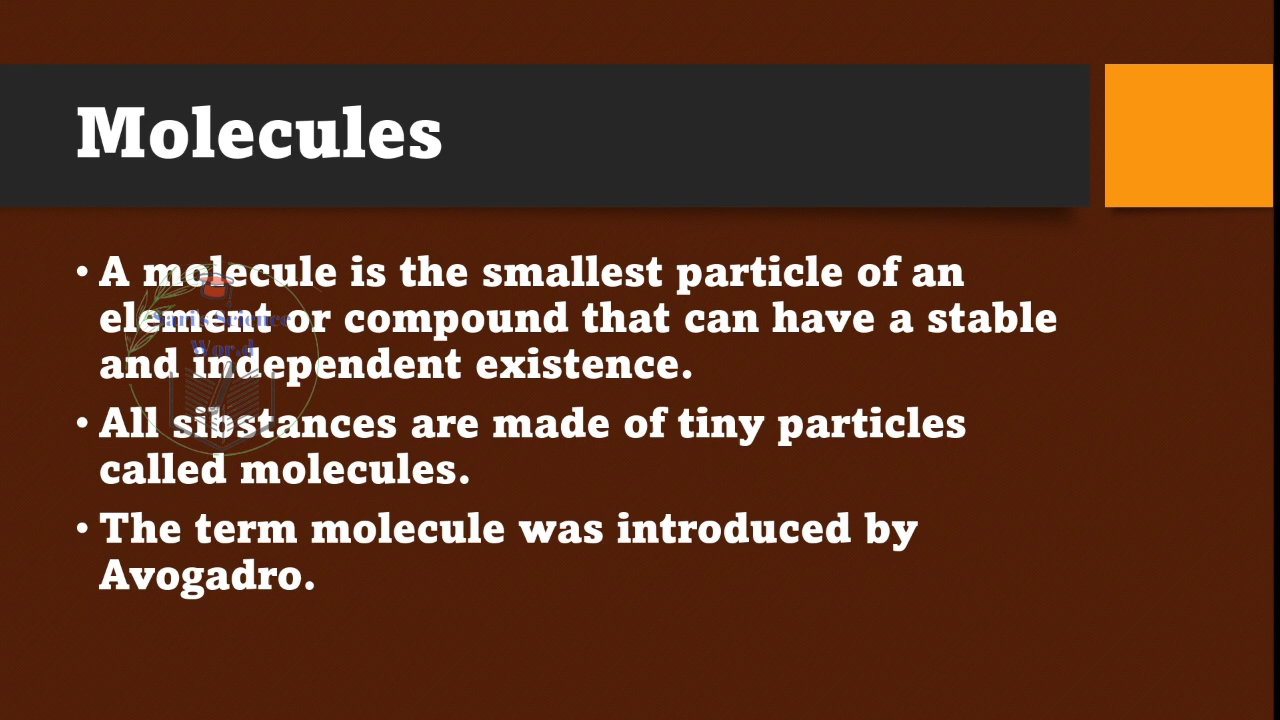 Molecules
• A molecule is the smallest particle of an
element or compound that can have a stable
and independent existence.
• All sibstances are made of tiny particles
called molecules.
• The term molecule was introduced by
Avogadro.
Science